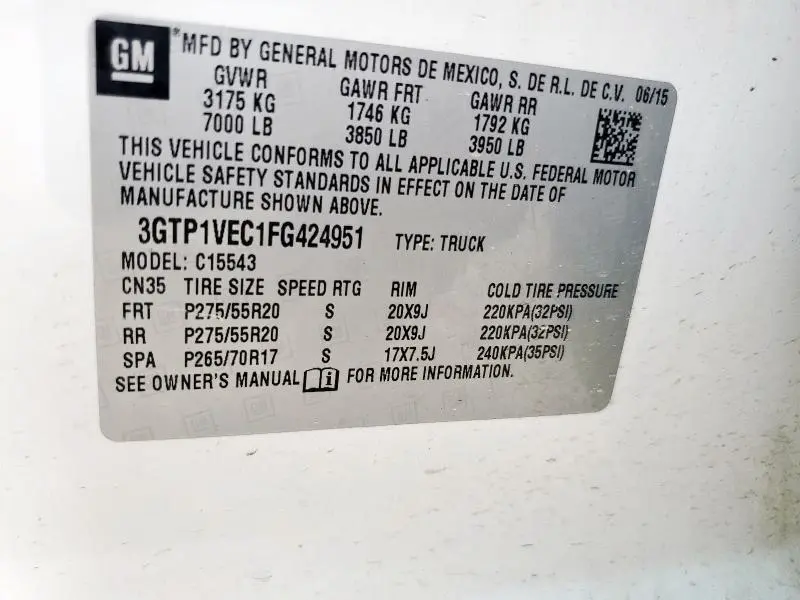 GM *MFD BY GENERAL MOTORS DE MEXICO, S. DE R.L. DE C.V. 06/15
GVWR GAWR FRT GAWR RR
3175 KG 1746 KG 1792 KG
7000 LB 3850 LB 3950 LB
THIS VEHICLE CONFORMS TO ALL APPLICABLE U.S. FEDERAL MOTOR
VEHICLE SAFETY STANDARDS IN EFFECT ON THE DATE OF
MANUFACTURE SHOWN ABOVE.
3GTP1VEC1FG424951 TYPE: TRUCK
MODEL: C15543
CN35 TIRE SIZE SPEED RTG RIM COLD TIRE PRESSURE
FRT P275/55R20 S 20X9J 220KPA(32PSI)
RR P275/55R20 S 20X9J 220KPA(32PSI)
SPA P265/70R17 S 17X7.5J 240KPA(35PSI)
SEE OWNER'S MANUAL i FOR MORE INFORMATION.